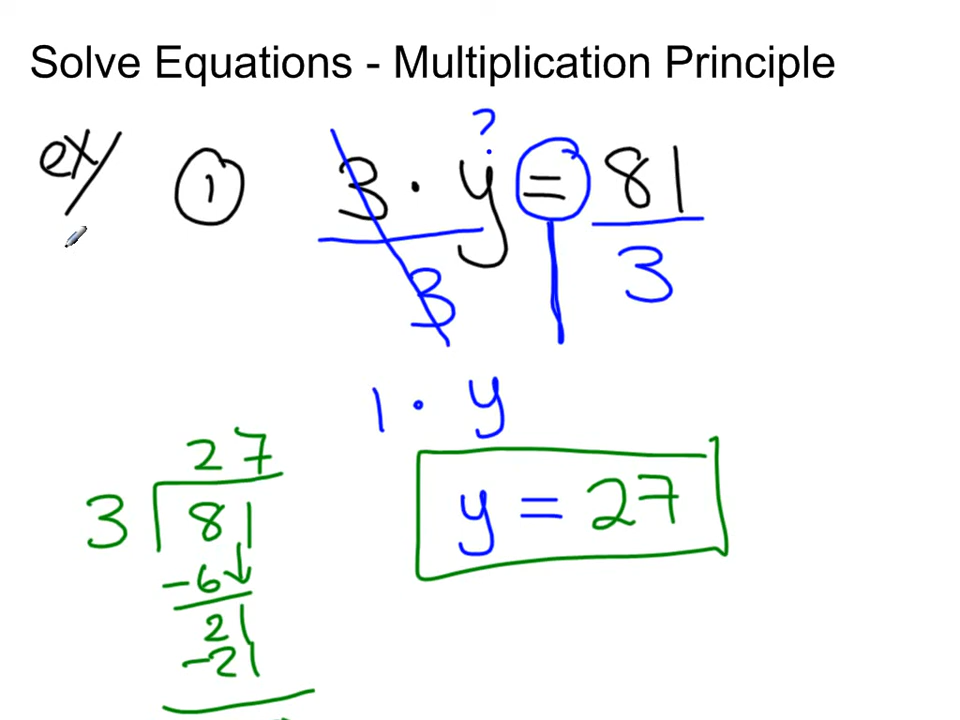 Solve Equations - Multiplication Principle
ex/ ① 3 · y = 81
?
3 3
1 · y
y = 27
27
3 81
-6↓
21
-21